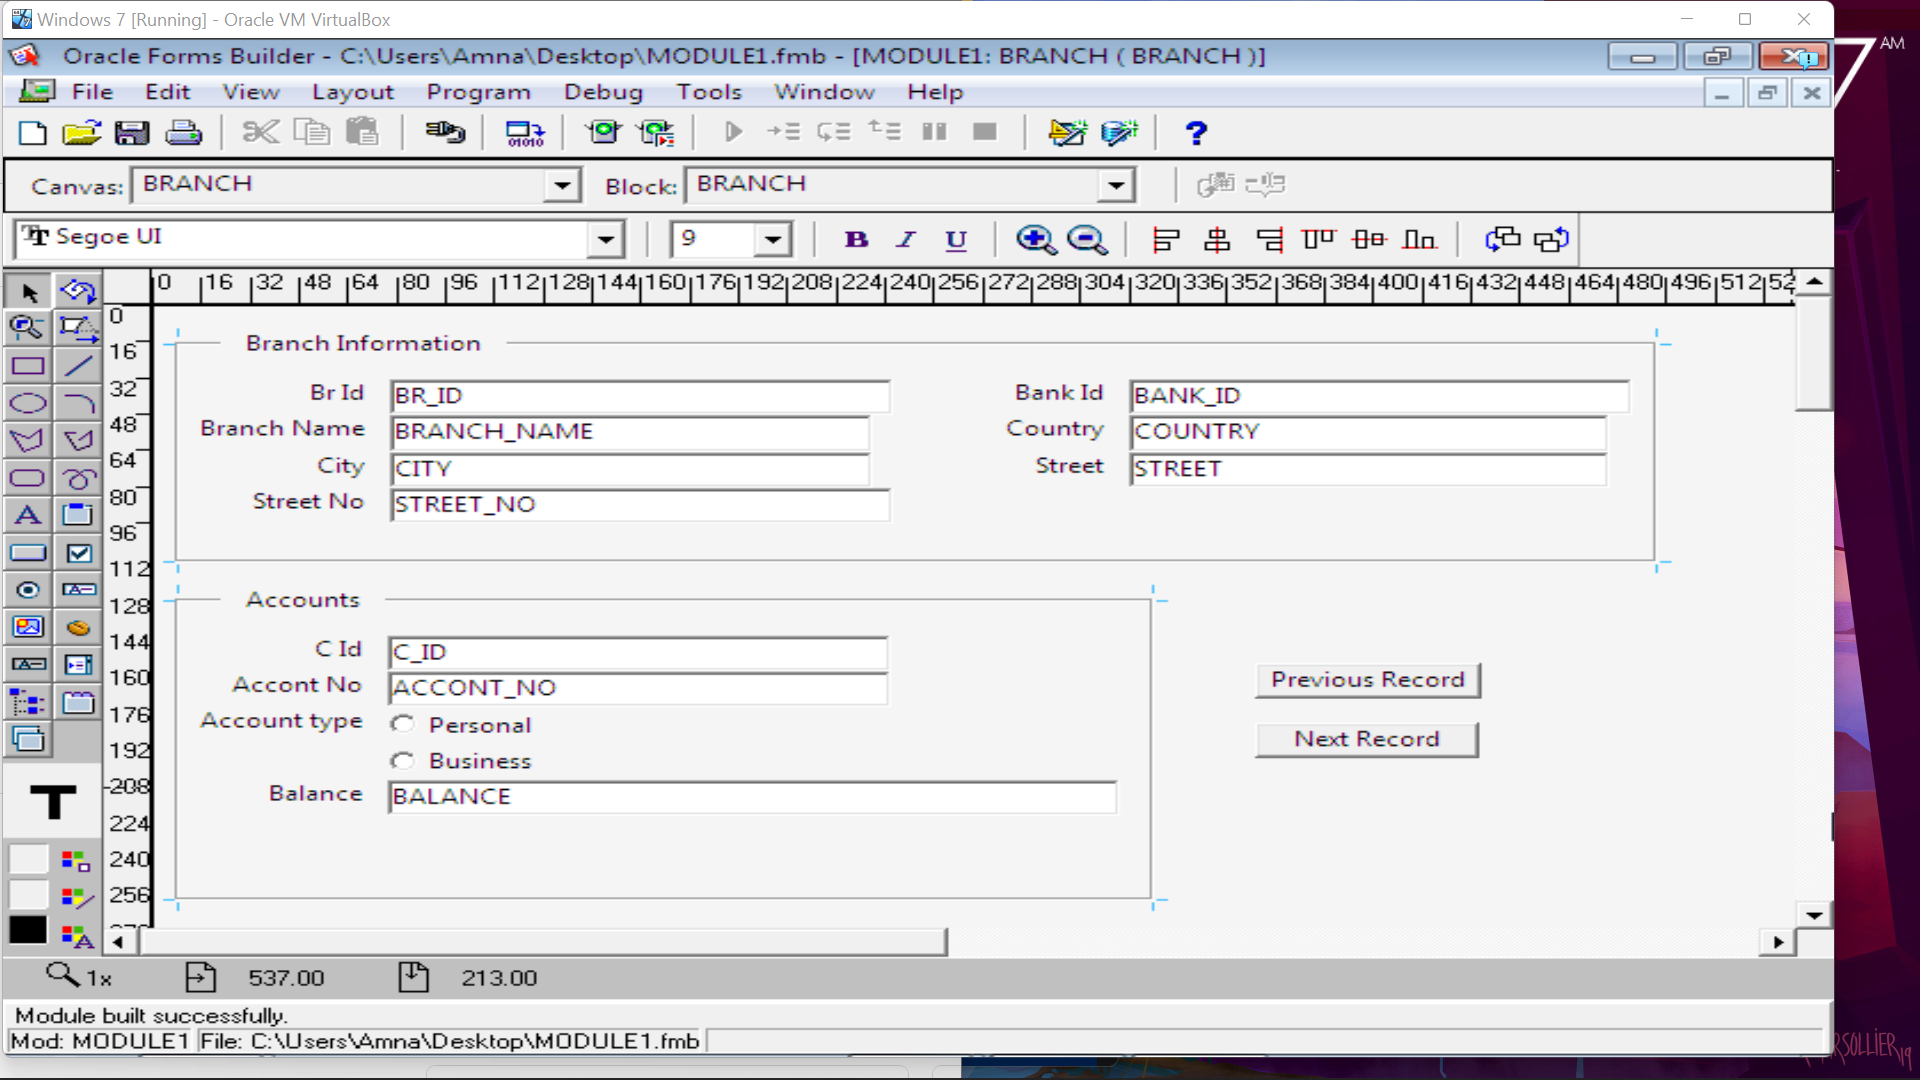 Windows 7 [Running] - Oracle VM VirtualBox
AM
Oracle Forms Builder - C:\Users\Amna\Desktop\MODULE1.fmb - [MODULE1: BRANCH ( BRANCH )]
File Edit View Layout Program Debug Tools Window Help
Canvas: BRANCH Block: BRANCH
Segoe UI 9 B I U
0 16 32 48 64 80 96 112 128 144 160 176 192 208 224 240 256 272 288 304 320 336 352 368 384 400 416 432 448 464 480 496 512
0
16
32
48
64
80
96
112
128
144
160
176
192
208
224
240
256
Branch Information
Br Id BR_ID Bank Id BANK_ID
Branch Name BRANCH_NAME Country COUNTRY
City CITY Street STREET
Street No STREET_NO
Accounts
C Id C_ID
Accont No ACCONT_NO
Account type Personal
Business
Balance BALANCE
Previous Record
Next Record
1x 537.00 213.00
Module built successfully.
Mod: MODULE1 File: C:\Users\Amna\Desktop\MODULE1.fmb